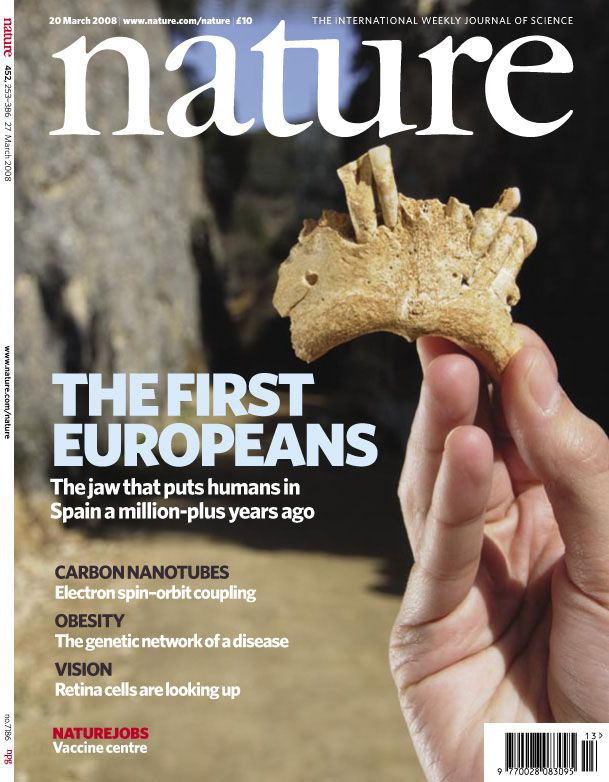 20 March 2008 | www.nature.com/nature | £10
THE INTERNATIONAL WEEKLY JOURNAL OF SCIENCE
nature
THE FIRST
EUROPEANS
The jaw that puts humans in
Spain a million-plus years ago
CARBON NANOTUBES
Electron spin–orbit coupling
OBESITY
The genetic network of a disease
VISION
Retina cells are looking up
NATUREJOBS
Vaccine centre
13>
9 770028 083095
nature
452, 253–386 27 March 2008
www.nature.com/nature
no.7186
npg